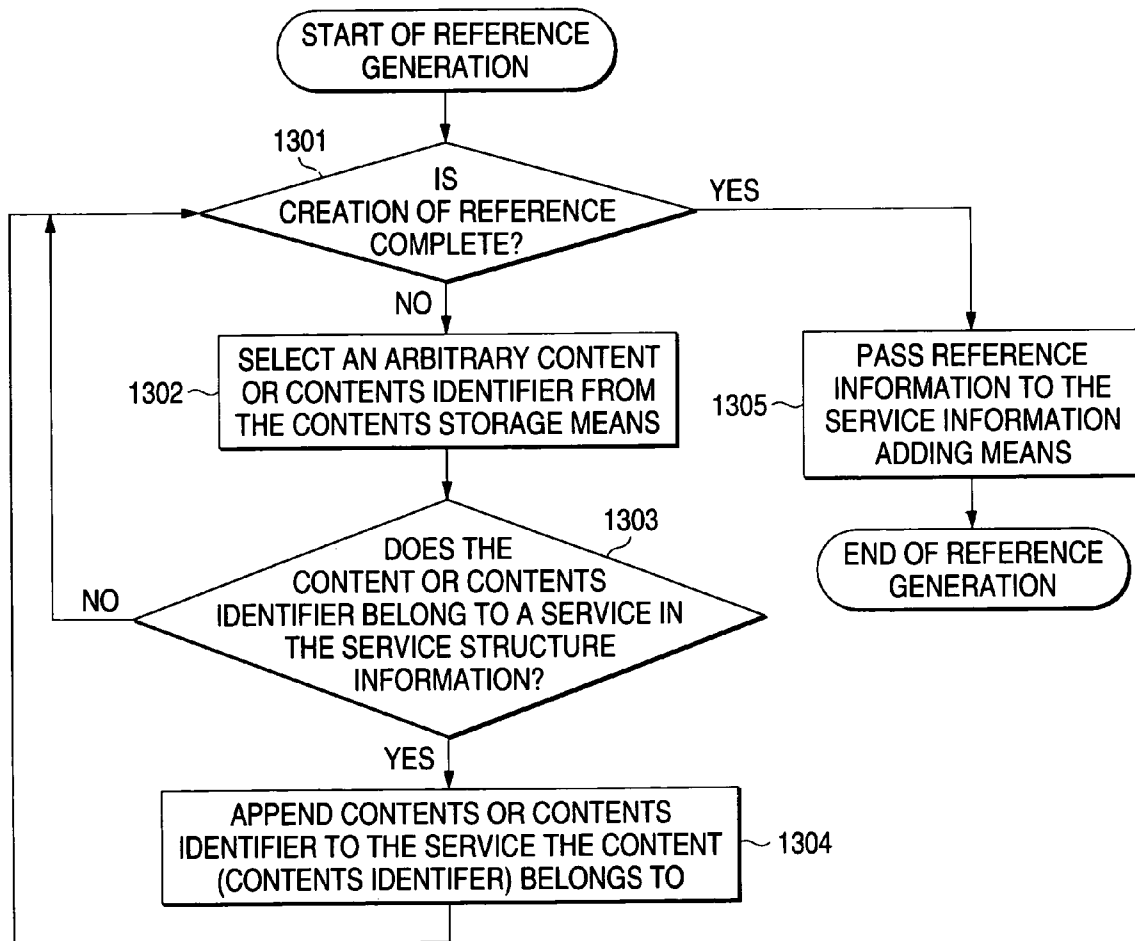 START OF REFERENCE
GENERATION
1301
IS
CREATION OF REFERENCE
COMPLETE?
YES
NO
SELECT AN ARBITRARY CONTENT
OR CONTENTS IDENTIFIER FROM
THE CONTENTS STORAGE MEANS
1302
PASS REFERENCE
INFORMATION TO THE
SERVICE INFORMATION
ADDING MEANS
1305
1303
DOES THE
CONTENT OR CONTENTS
IDENTIFIER BELONG TO A SERVICE IN
THE SERVICE STRUCTURE
INFORMATION?
NO
YES
END OF REFERENCE
GENERATION
APPEND CONTENTS OR CONTENTS
IDENTIFIER TO THE SERVICE THE CONTENT
(CONTENTS IDENTIFER) BELONGS TO
1304